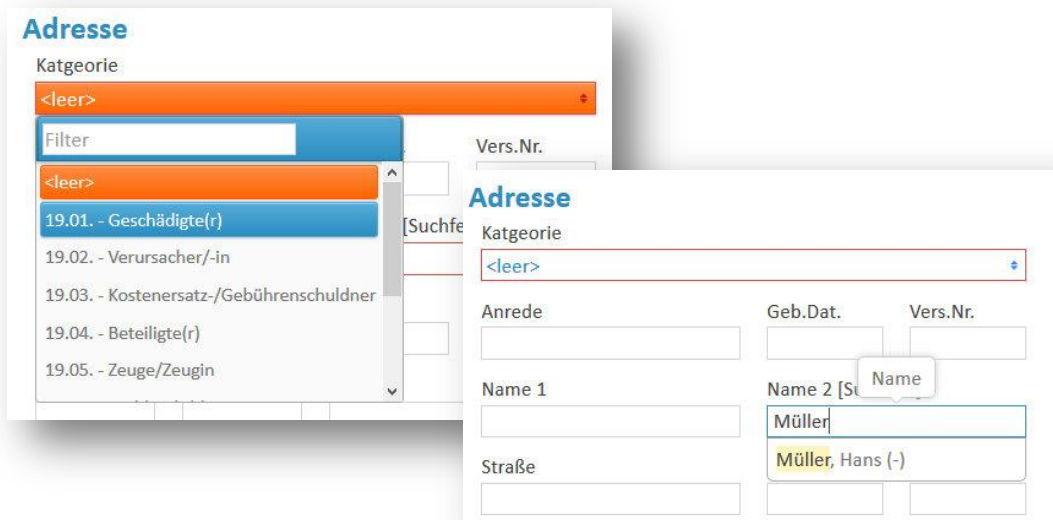 Adresse
Katgeorie
<leer>
Filter
Vers.Nr.
<leer>
19.01. - Geschädigte(r)
[Suchfe
19.02. - Verursacher/-in
19.03. - Kostenersatz-/Gebührenschuldner
19.04. - Beteiligte(r)
19.05. - Zeuge/Zeugin
Adresse
Katgeorie
<leer>
Anrede
Geb.Dat.
Vers.Nr.
Name
Name 1
Name 2 [Su
Müller
Müller, Hans (-)
Straße